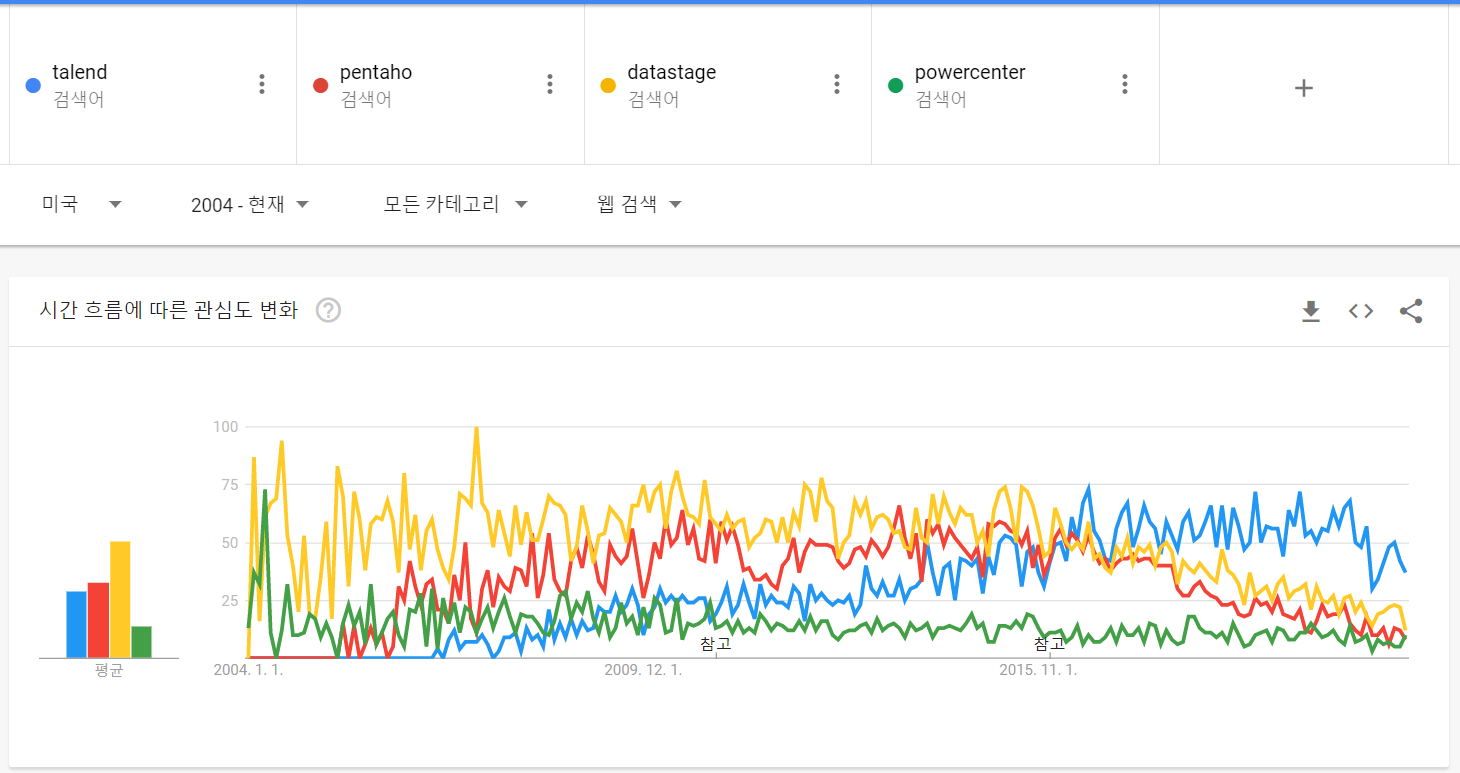 talend
검색어
pentaho
검색어
datastage
검색어
powercenter
검색어
+
미국
2004 - 현재
모든 카테고리
웹 검색
시간 흐름에 따른 관심도 변화
?
100
75
50
25
참고
참고
평균
2004. 1. 1.
2009. 12. 1.
2015. 11. 1.